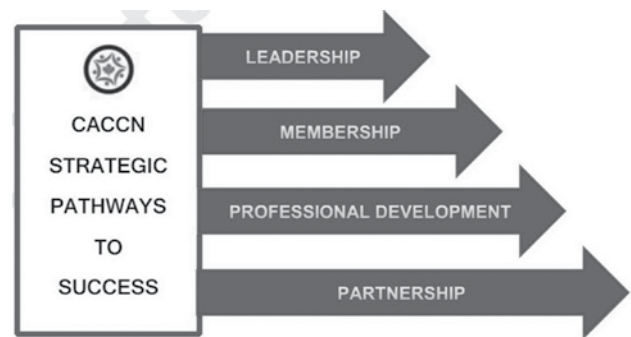 CACCN
STRATEGIC
PATHWAYS
TO
SUCCESS
LEADERSHIP
MEMBERSHIP
PROFESSIONAL DEVELOPMENT
PARTNERSHIP